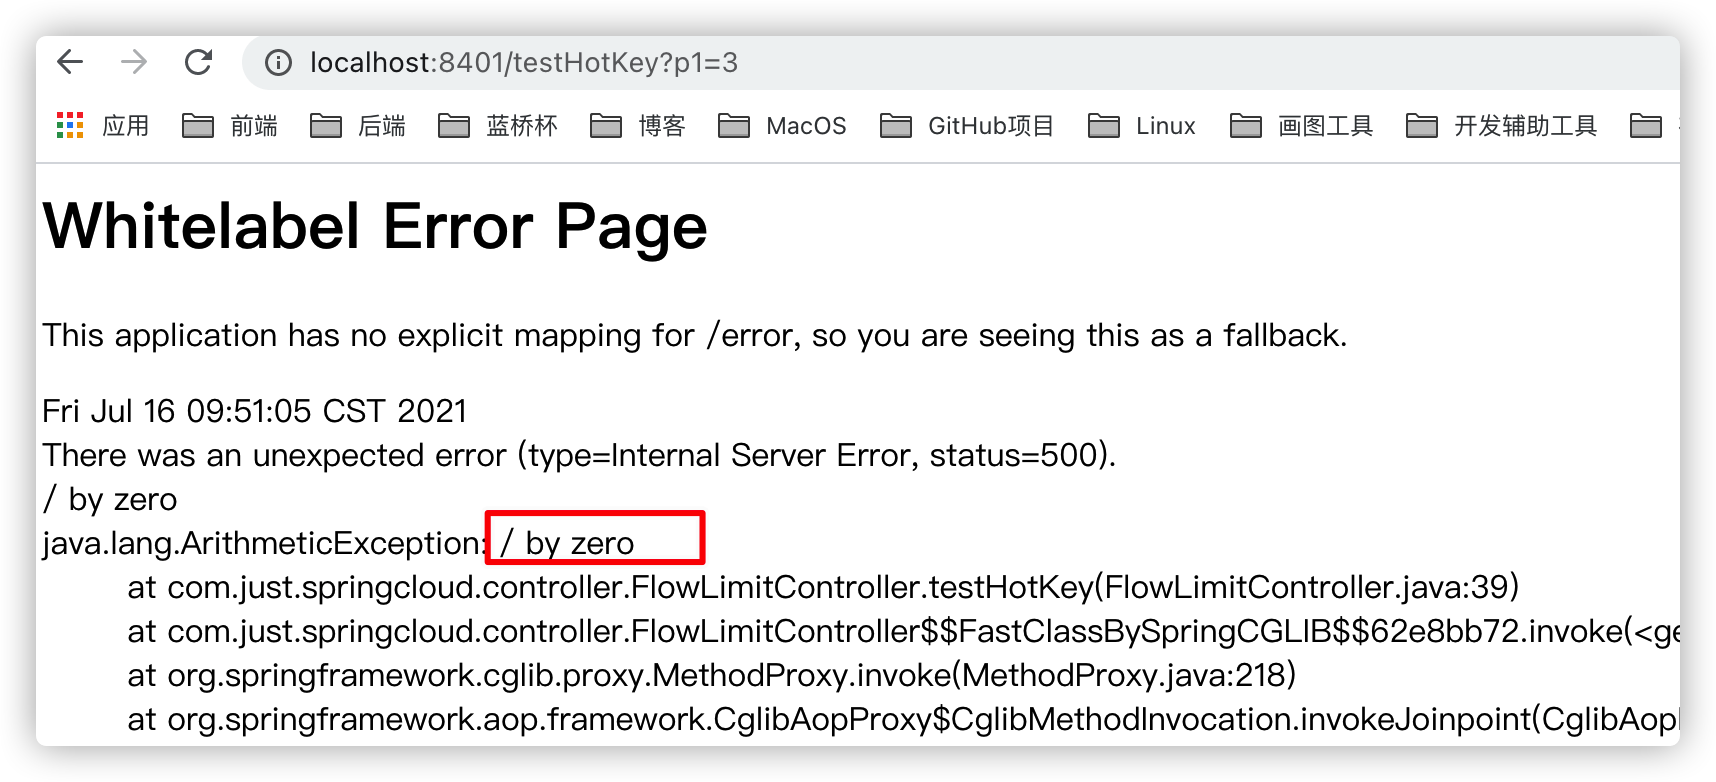 localhost:8401/testHotKey?p1=3
应用 前端 后端 蓝桥杯 博客 MacOS GitHub项目 Linux 画图工具 开发辅助工具
Whitelabel Error Page
This application has no explicit mapping for /error, so you are seeing this as a fallback.
Fri Jul 16 09:51:05 CST 2021
There was an unexpected error (type=Internal Server Error, status=500).
/ by zero
java.lang.ArithmeticException: / by zero
at com.just.springcloud.controller.FlowLimitController.testHotKey(FlowLimitController.java:39)
at com.just.springcloud.controller.FlowLimitController$$FastClassBySpringCGLIB$$62e8bb72.invoke(<ge
at org.springframework.cglib.proxy.MethodProxy.invoke(MethodProxy.java:218)
at org.springframework.aop.framework.CglibAopProxy$CglibMethodInvocation.invokeJoinpoint(CglibAop